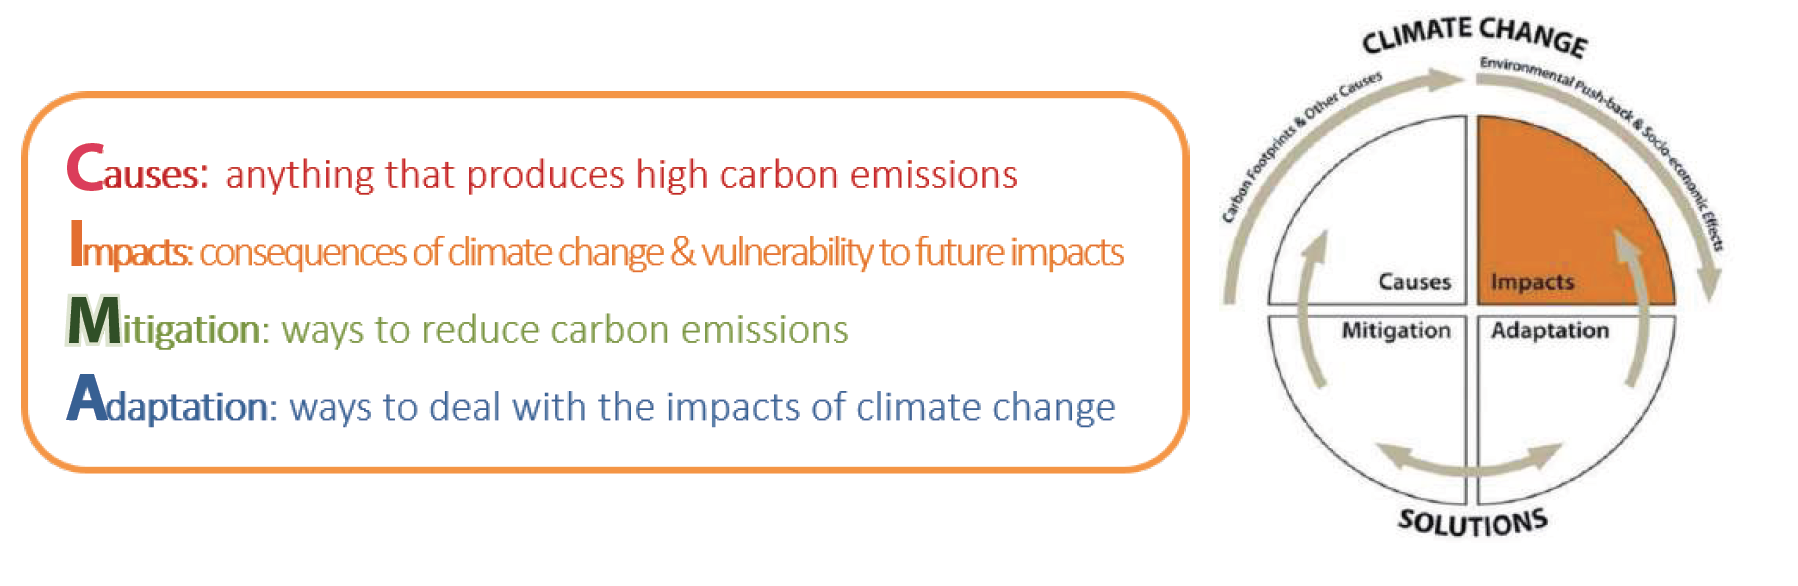 Causes: anything that produces high carbon emissions
Impacts: consequences of climate change & vulnerability to future impacts
Mitigation: ways to reduce carbon emissions
Adaptation: ways to deal with the impacts of climate change
CLIMATE CHANGE
Carbon Footprints & Other Causes
Environmental Push-back & Socio-economic Effects
Causes
Impacts
Mitigation
Adaptation
SOLUTIONS